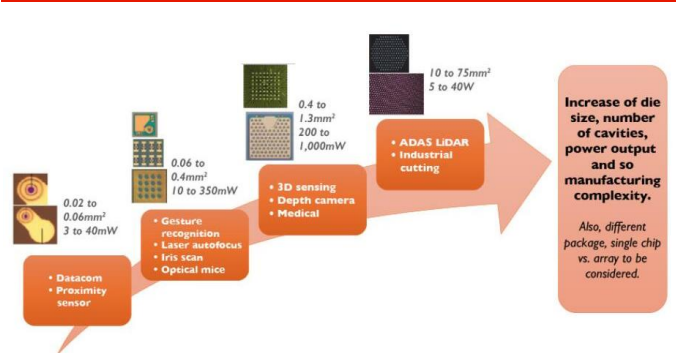 0.02 to
0.06mm²
3 to 40mW
• Datacom
• Proximity
sensor
0.06 to
0.4mm²
10 to 350mW
• Gesture
recognition
• Laser autofocus
• Iris scan
• Optical mice
0.4 to
1.3mm²
200 to
1,000mW
• 3D sensing
• Depth camera
• Medical
10 to 75mm²
5 to 40W
• ADAS LiDAR
• Industrial
cutting
Increase of die
size, number
of cavities,
power output
and so
manufacturing
complexity.
Also, different
package, single chip
vs. array to be
considered.